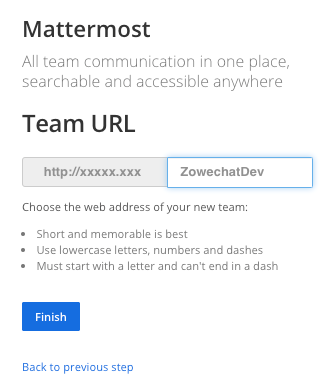 Mattermost
All team communication in one place,
searchable and accessible anywhere
Team URL
http://xxxxx.xxx ZowechatDev
Choose the web address of your new team:
• Short and memorable is best
• Use lowercase letters, numbers and dashes
• Must start with a letter and can't end in a dash
Finish
Back to previous step